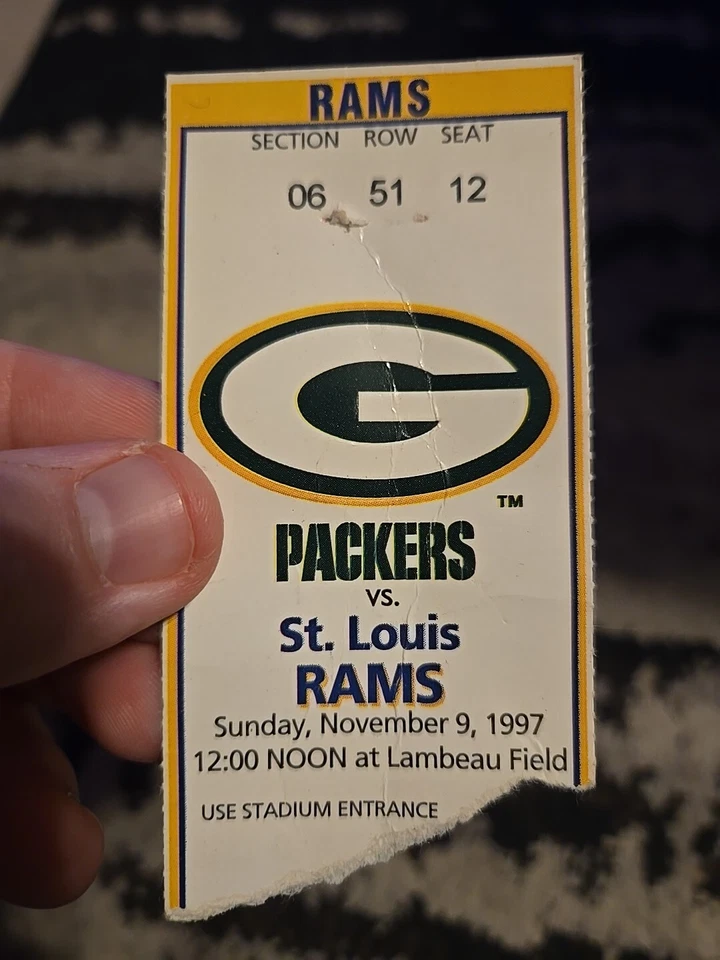 RAMS
SECTION ROW SEAT
06 51 12
G
TM
PACKERS
VS.
St. Louis
RAMS
Sunday, November 9, 1997
12:00 NOON at Lambeau Field
USE STADIUM ENTRANCE